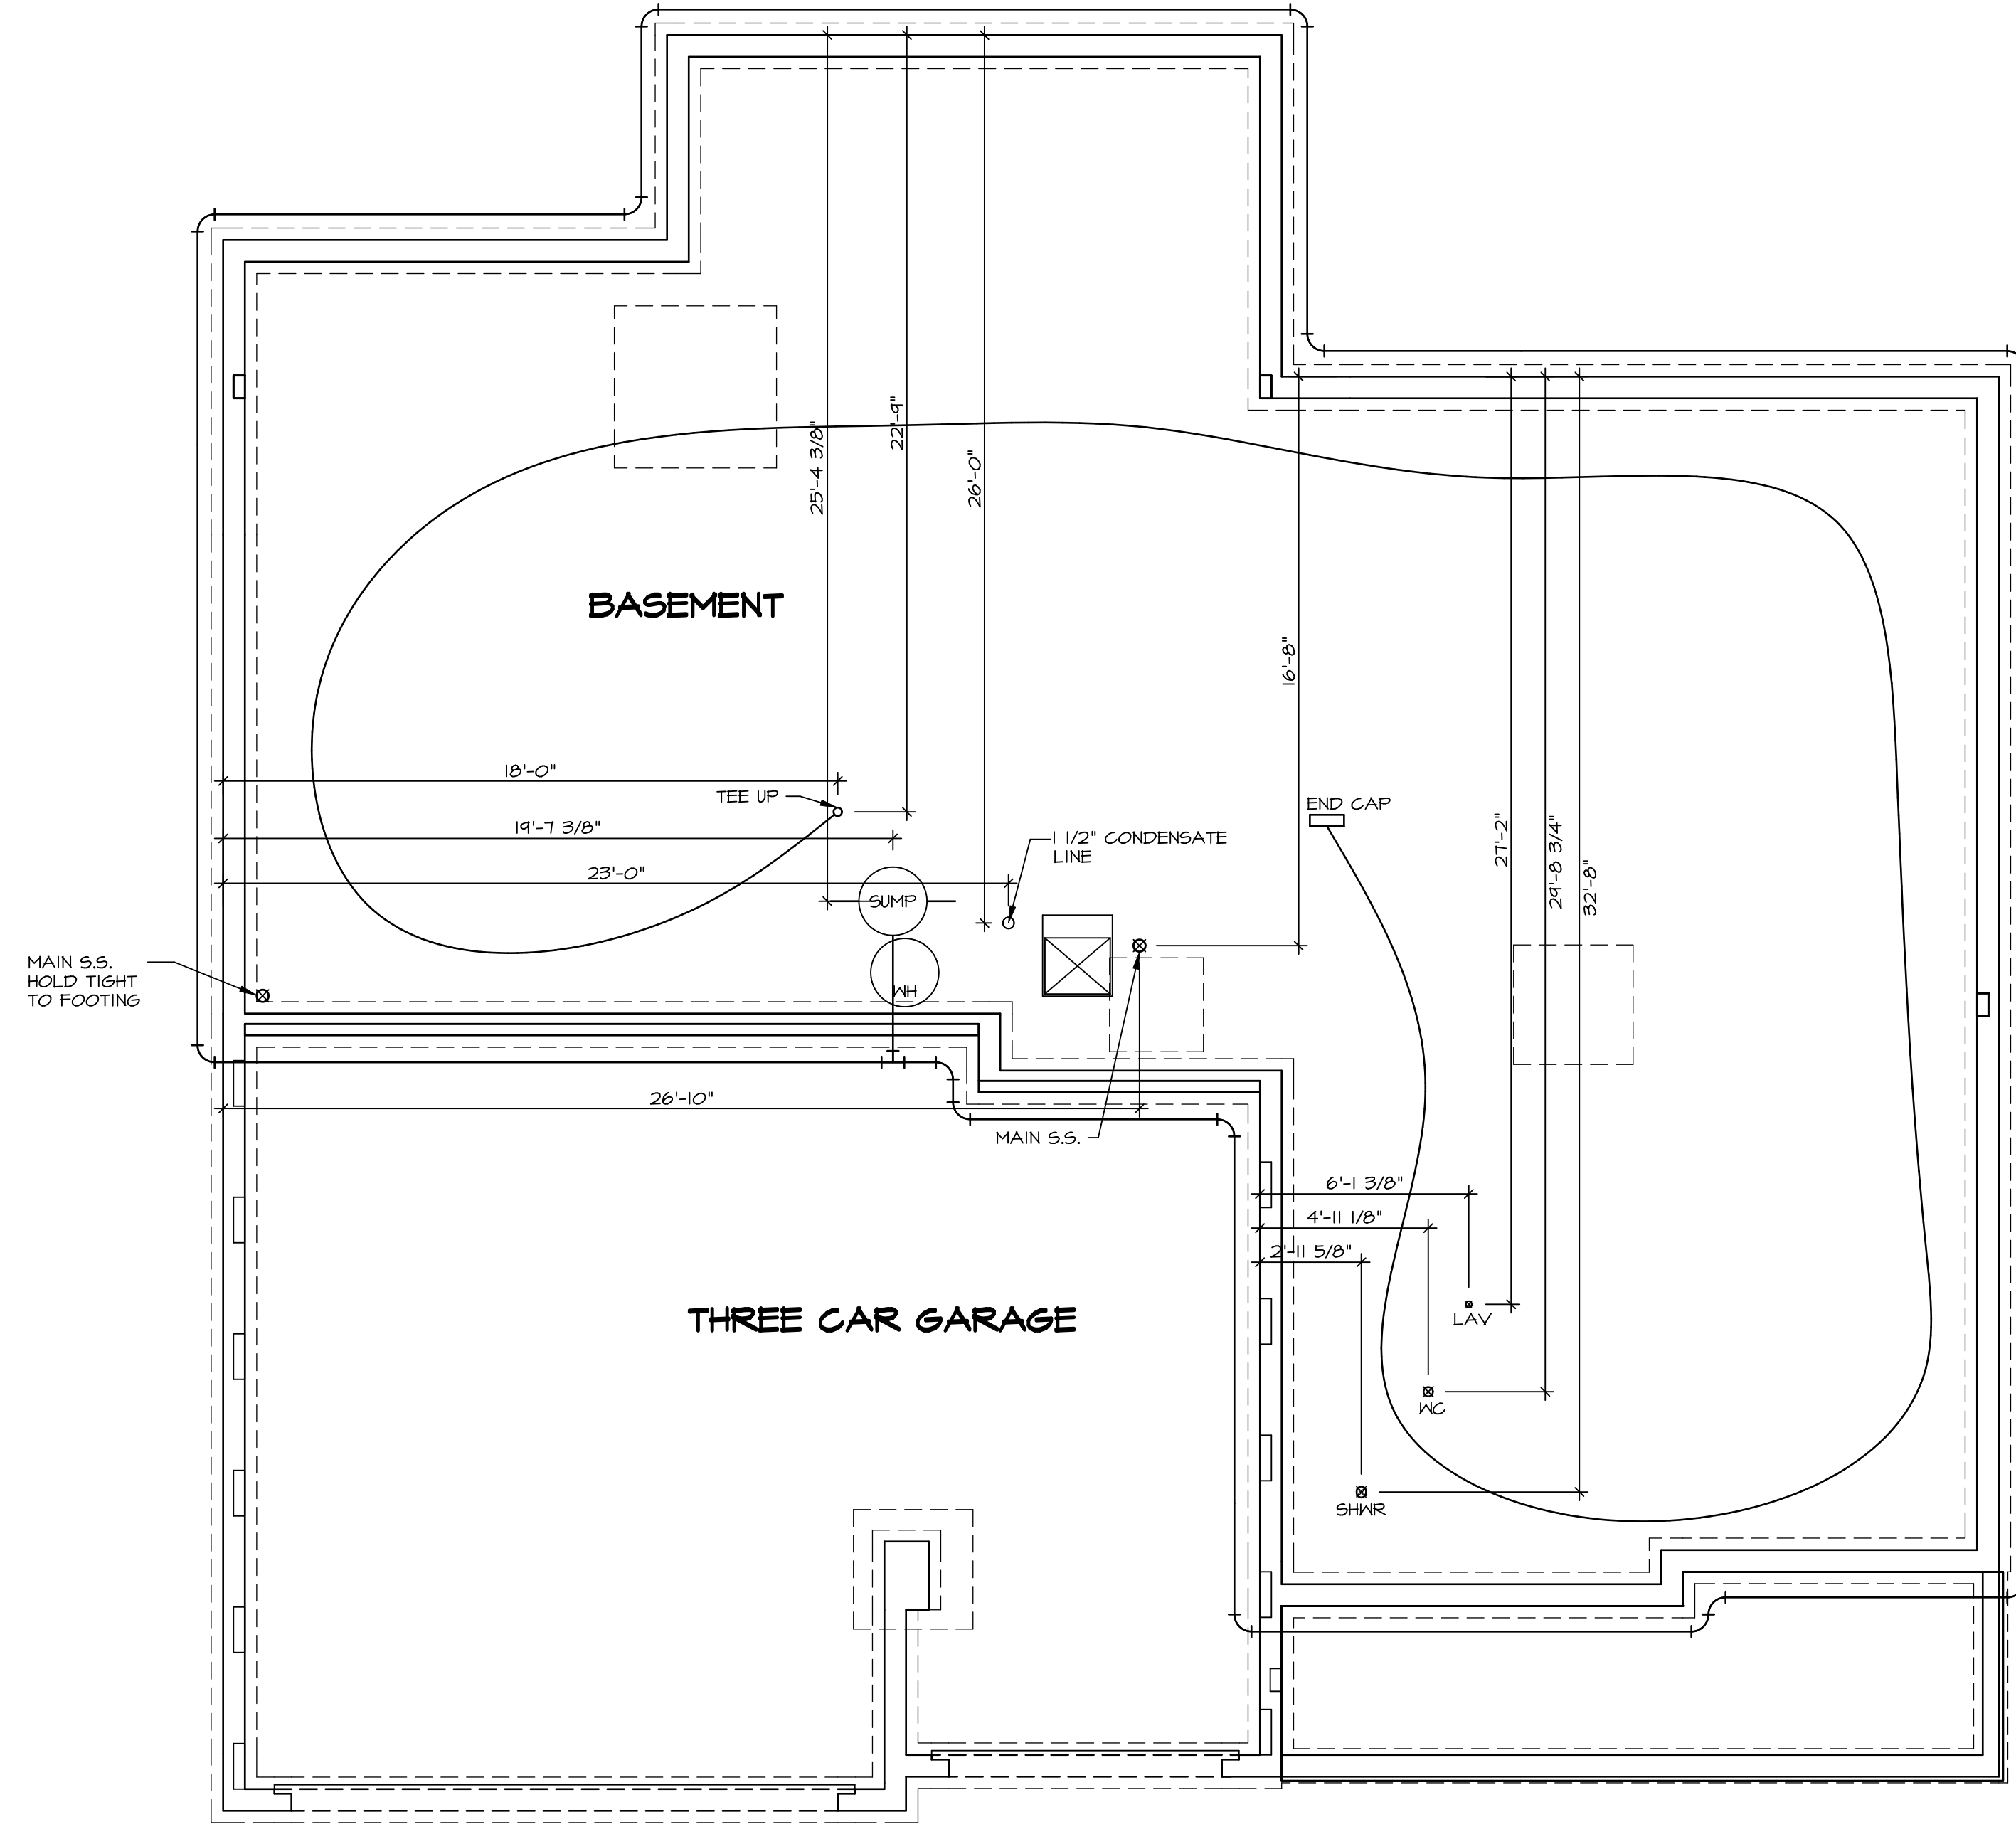 25'-4 3/8"
22'-9"
26'-0"
BASEMENT
16'-8"
18'-0"
TEE UP
END CAP
19'-7 3/8"
1 1/2" CONDENSATE
LINE
27'-2"
29'-8 3/4"
32'-8"
23'-0"
SUMP
MAIN S.S.
HOLD TIGHT
TO FOOTING
WH
26'-10"
MAIN S.S.
6'-1 3/8"
4'-11 1/8"
2'-11 5/8"
THREE CAR GARAGE
LAV
WC
SHWR